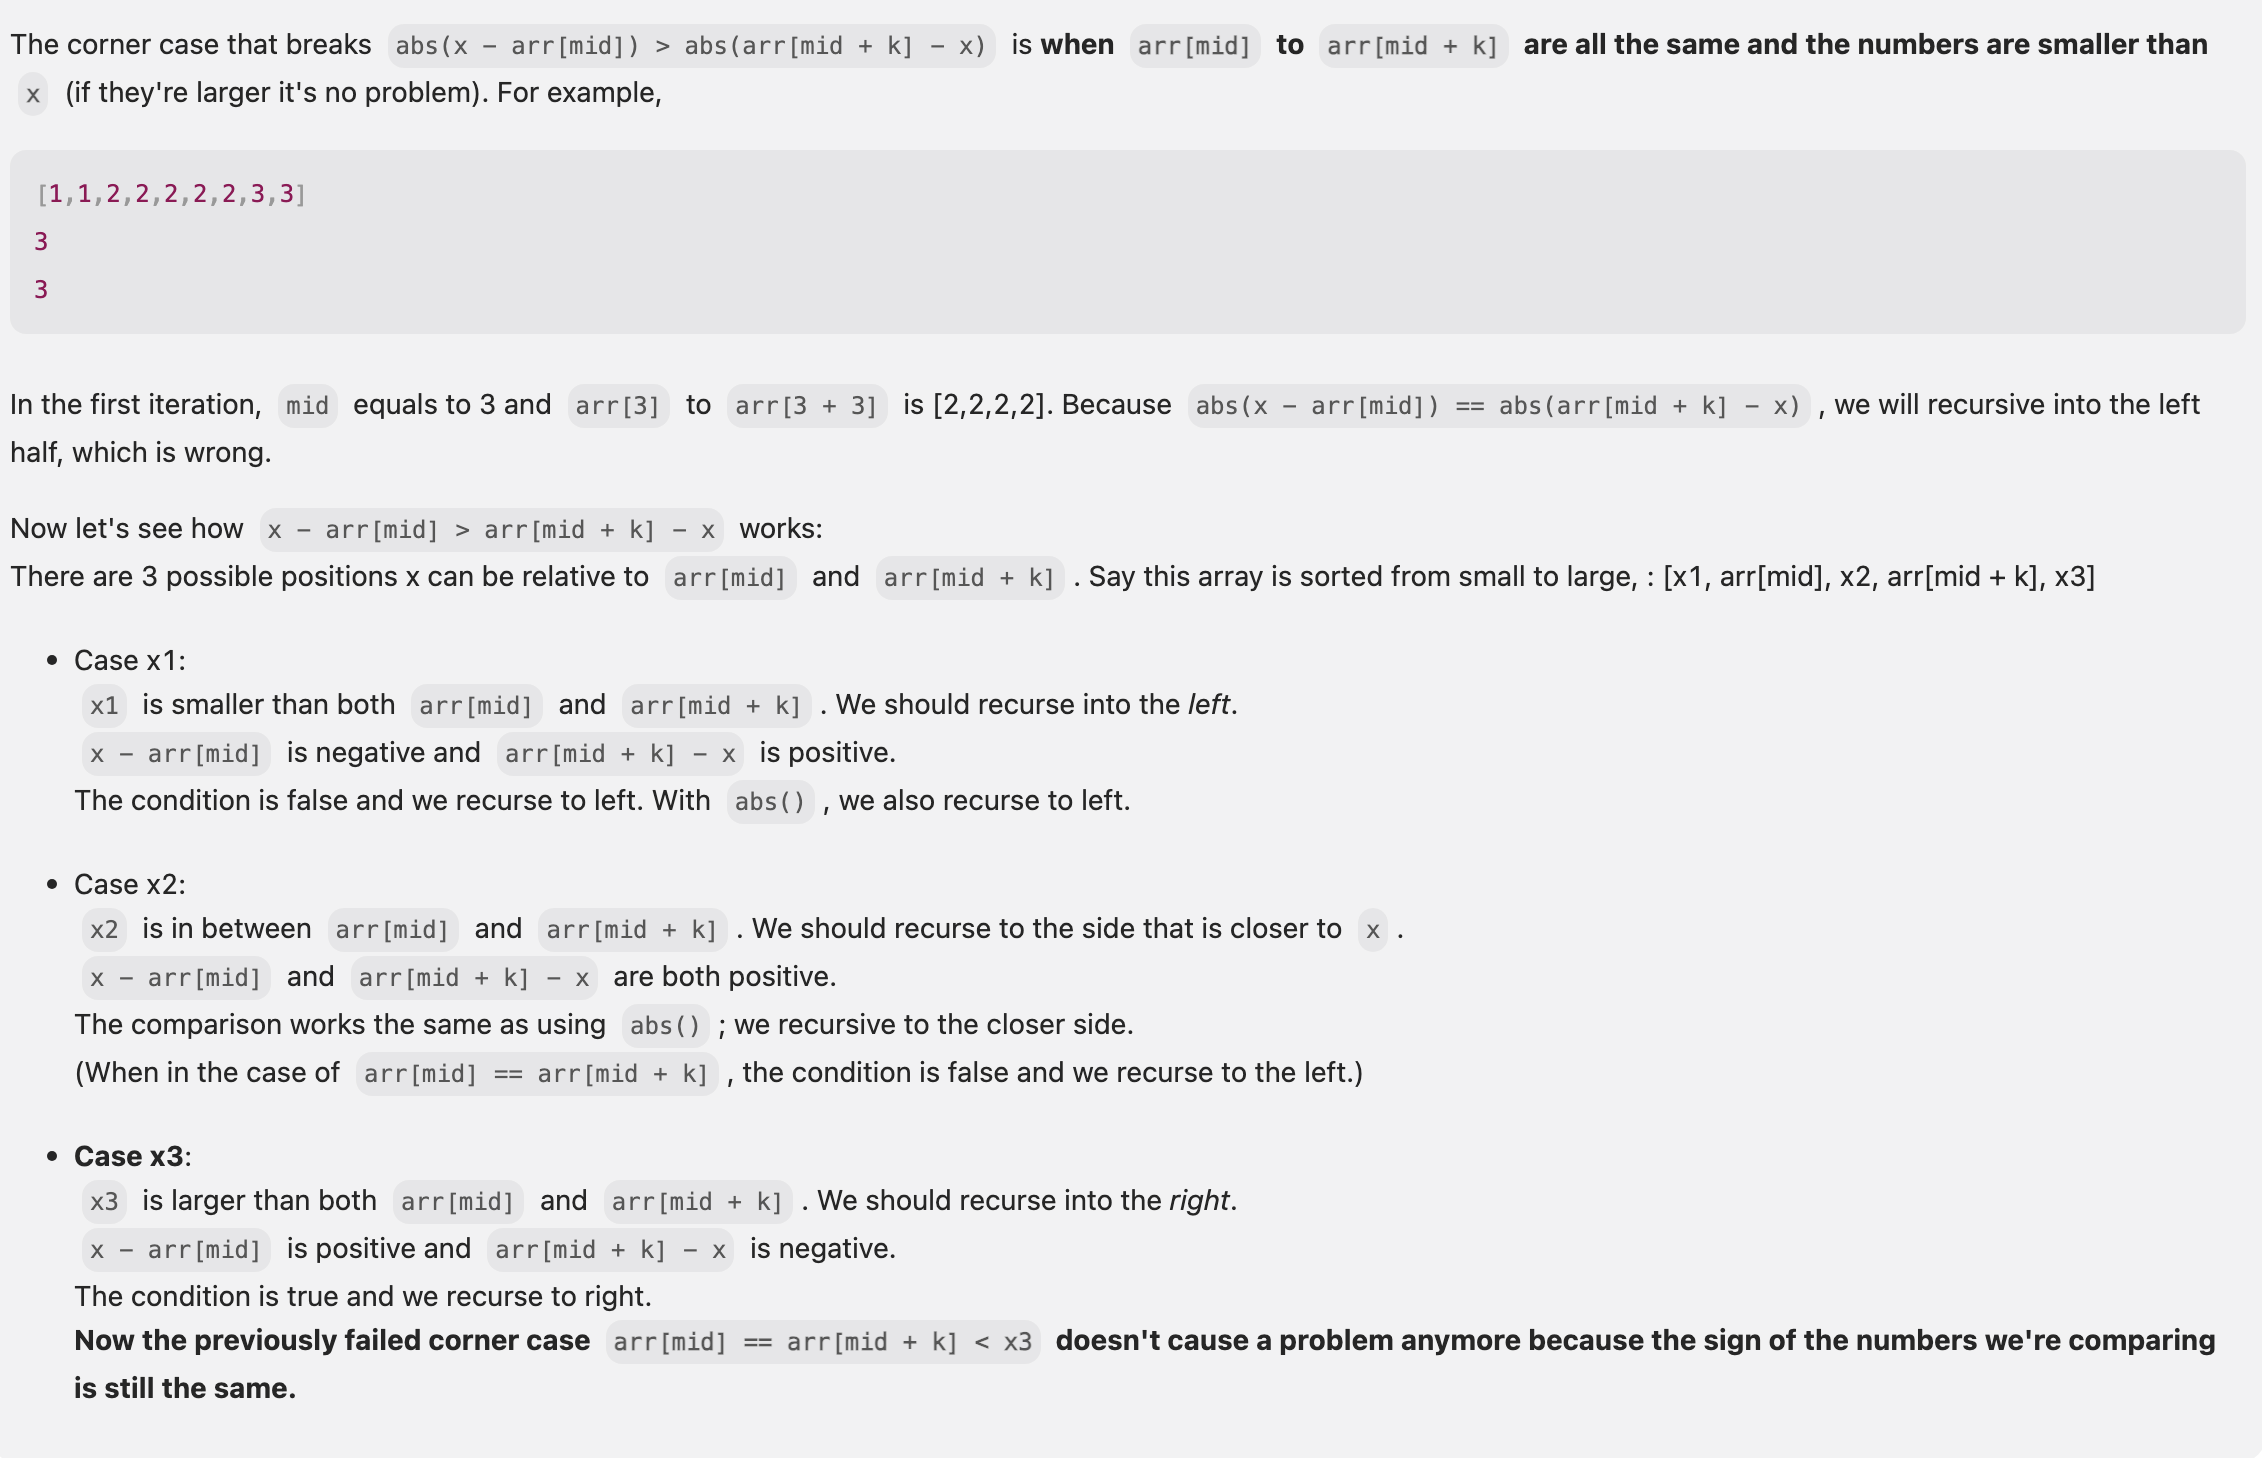 The corner case that breaks abs(x - arr[mid]) > abs(arr[mid + k] - x) is when arr[mid] to arr[mid + k] are all the same and the numbers are smaller than
x (if they're larger it's no problem). For example,
[1,1,2,2,2,2,2,3,3]
3
3
In the first iteration, mid equals to 3 and arr[3] to arr[3 + 3] is [2,2,2,2]. Because abs(x - arr[mid]) == abs(arr[mid + k] - x) , we will recursive into the left
half, which is wrong.
Now let's see how x - arr[mid] > arr[mid + k] - x works:
There are 3 possible positions x can be relative to arr[mid] and arr[mid + k] . Say this array is sorted from small to large, : [x1, arr[mid], x2, arr[mid + k], x3]
• Case x1:
x1 is smaller than both arr[mid] and arr[mid + k] . We should recurse into the left.
x - arr[mid] is negative and arr[mid + k] - x is positive.
The condition is false and we recurse to left. With abs() , we also recurse to left.
• Case x2:
x2 is in between arr[mid] and arr[mid + k] . We should recurse to the side that is closer to x .
x - arr[mid] and arr[mid + k] - x are both positive.
The comparison works the same as using abs() ; we recursive to the closer side.
(When in the case of arr[mid] == arr[mid + k] , the condition is false and we recurse to the left.)
• Case x3:
x3 is larger than both arr[mid] and arr[mid + k] . We should recurse into the right.
x - arr[mid] is positive and arr[mid + k] - x is negative.
The condition is true and we recurse to right.
Now the previously failed corner case arr[mid] == arr[mid + k] < x3 doesn't cause a problem anymore because the sign of the numbers we're comparing
is still the same.